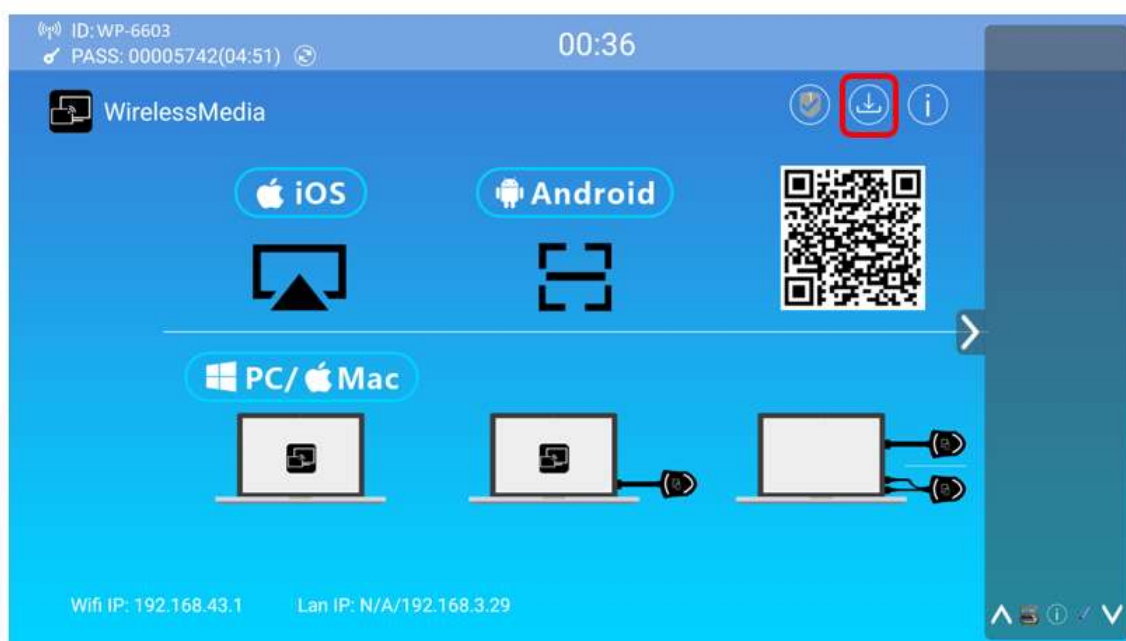 ID: WP-6603
PASS: 00005742(04:51)
00:36
WirelessMedia
iOS
Android
PC/ Mac
Wifi IP: 192.168.43.1
Lan IP: N/A/192.168.3.29